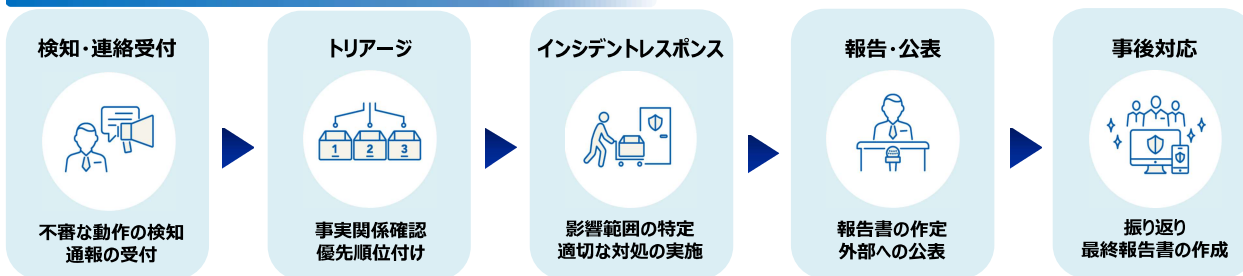 検知・連絡受付
不審な動作の検知
通報の受付
トリアージ
1 2 3
事実関係確認
優先順位付け
インシデントレスポンス
影響範囲の特定
適切な対処の実施
報告・公表
報告書の作定
外部への公表
事後対応
振り返り
最終報告書の作成